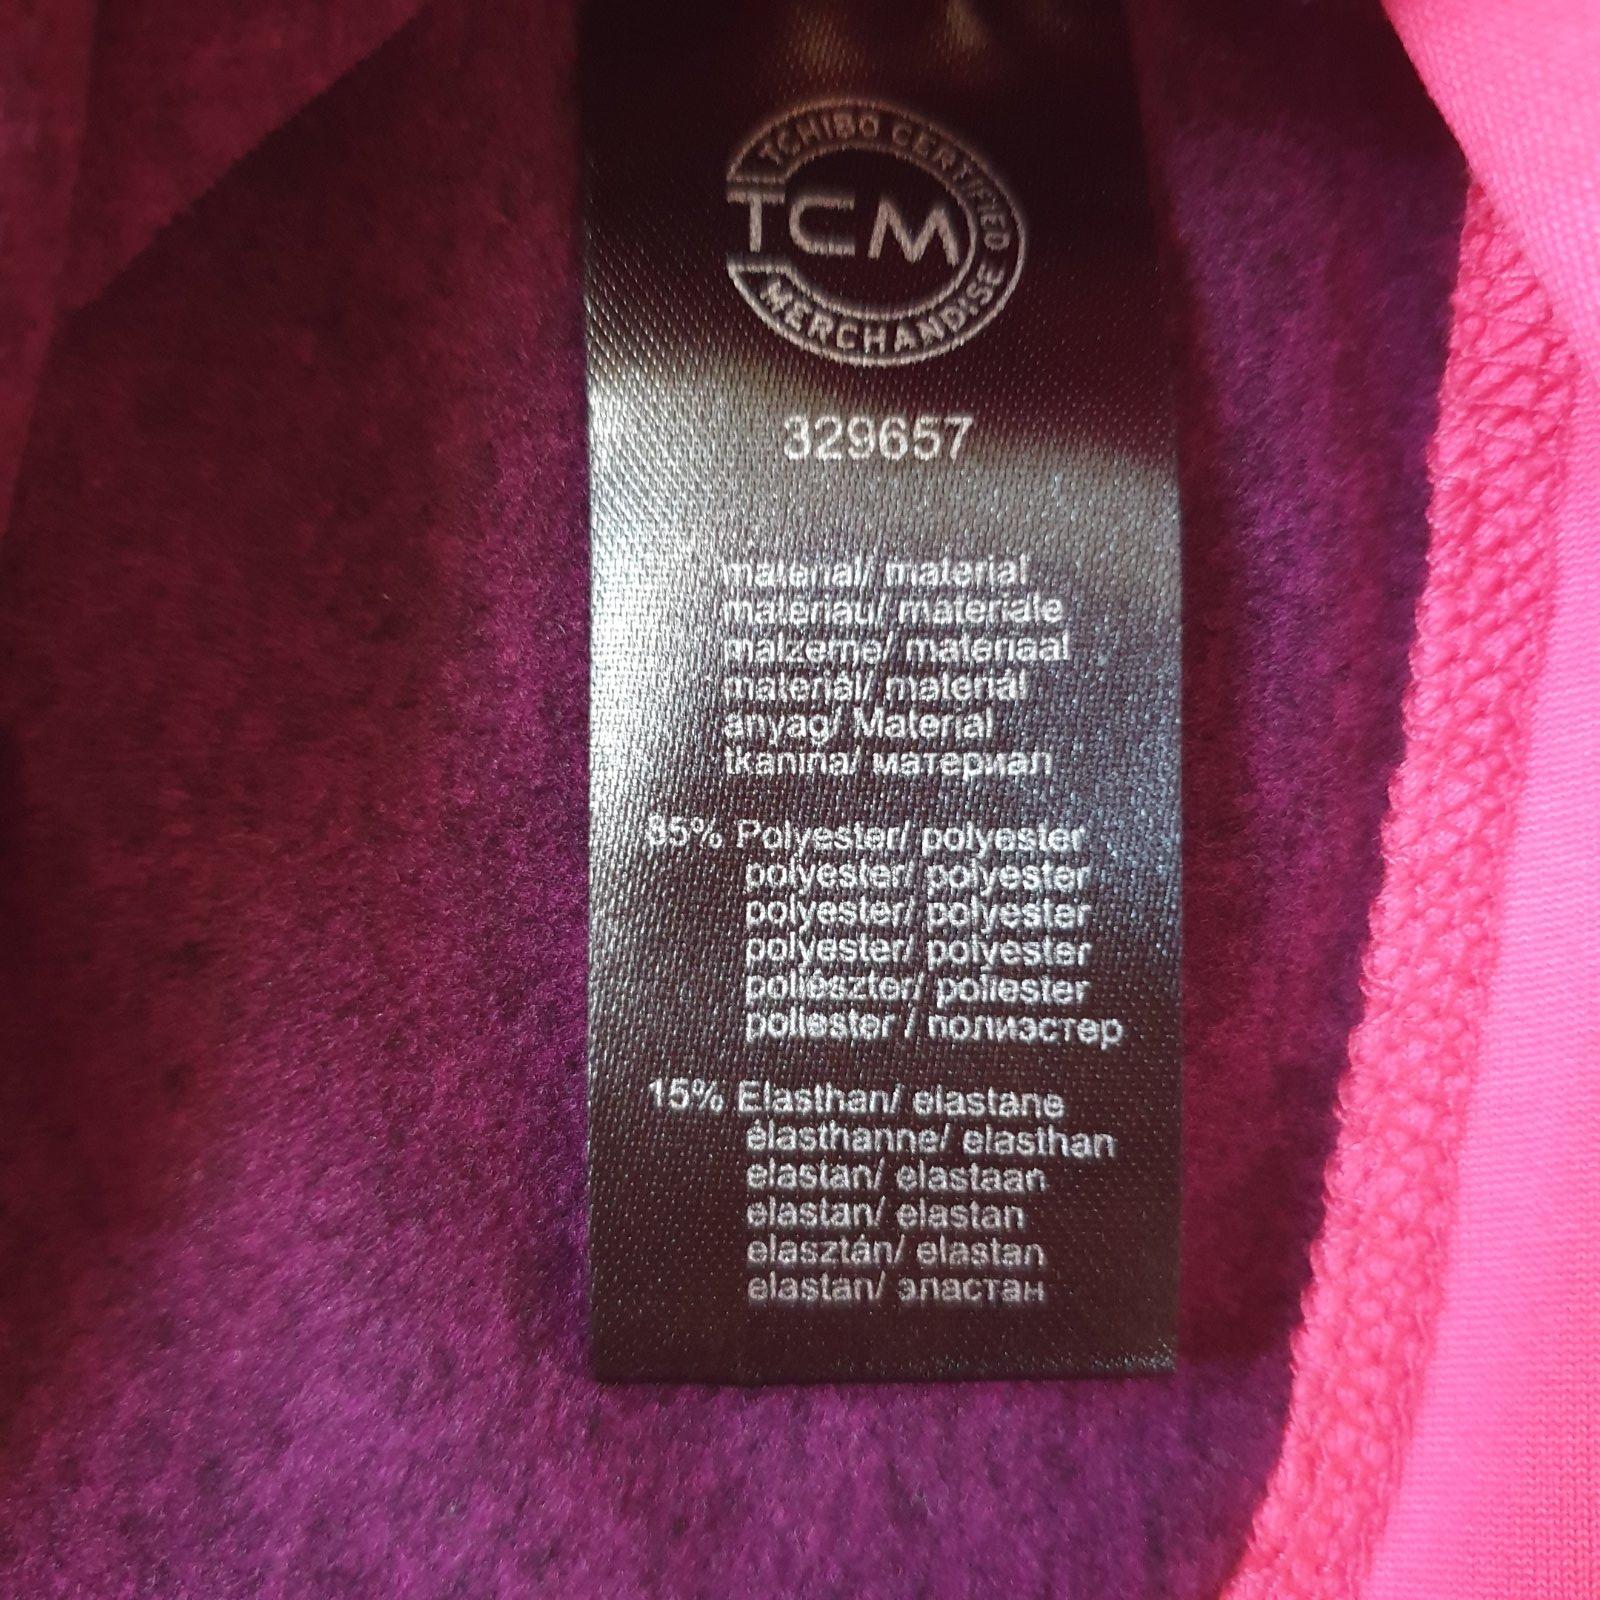 TCHIBO CERTIFIED
TCM
MERCHANDISE
329657
material/ material
matériau/ materiale
malzeme/ materiaal
materiál/ materiál
anyag/ Material
tkanina/ материал
85% Polyester/ polyester
polyester/ polyester
polyester/ polyester
polyester/ polyester
poliészter/ poliester
poliester / полиэстер
15% Elasthan/ elastane
élasthanne/ elasthan
elastan/ elastaan
elastan/ elastan
elasztán/ elastan
elastan/ эластан